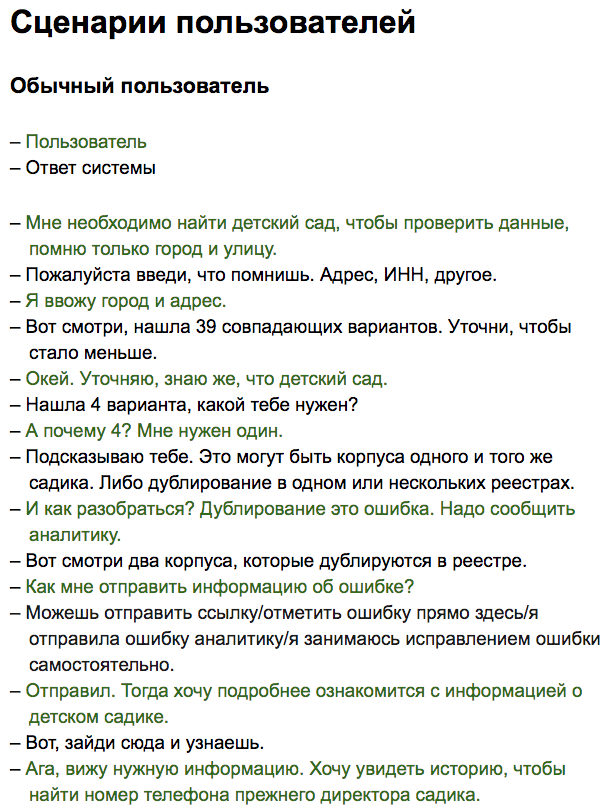 Сценарии пользователей
Обычный пользователь
– Пользователь
– Ответ системы
– Мне необходимо найти детский сад, чтобы проверить данные,
помню только город и улицу.
– Пожалуйста введи, что помнишь. Адрес, ИНН, другое.
– Я ввожу город и адрес.
– Вот смотри, нашла 39 совпадающих вариантов. Уточни, чтобы
стало меньше.
– Окей. Уточняю, знаю же, что детский сад.
– Нашла 4 варианта, какой тебе нужен?
– А почему 4? Мне нужен один.
– Подсказываю тебе. Это могут быть корпуса одного и того же
садика. Либо дублирование в одном или нескольких реестрах.
– И как разобраться? Дублирование это ошибка. Надо сообщить
аналитику.
– Вот смотри два корпуса, которые дублируются в реестре.
– Как мне отправить информацию об ошибке?
– Можешь отправить ссылку/отметить ошибку прямо здесь/я
отправила ошибку аналитику/я занимаюсь исправлением ошибки
самостоятельно.
– Отправил. Тогда хочу подробнее ознакомится с информацией о
детском садике.
– Вот, зайди сюда и узнаешь.
– Ага, вижу нужную информацию. Хочу увидеть историю, чтобы
найти номер телефона прежнего директора садика.